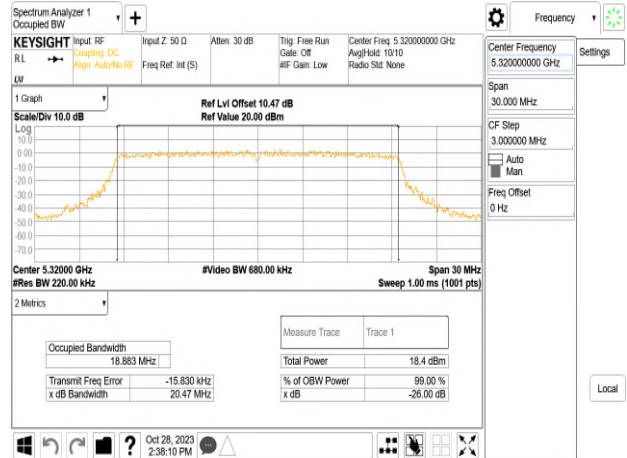 Spectrum Analyzer 1
Occupied BW
Frequency
KEYSIGHT
Input: RF
Coupling: DC
Align: Auto/No RF
Input Z: 50 Ω
Freq Ref: Int (S)
Atten: 30 dB
Trig: Free Run
Gate: Off
#IF Gain: Low
Center Freq: 5.320000000 GHz
Avg|Hold: 10/10
Radio Std: None
RL
LXI
Center Frequency
5.320000000 GHz
Settings
Span
30.000 MHz
CF Step
3.000000 MHz
Auto
Man
Freq Offset
0 Hz
Local
1 Graph
Scale/Div 10.0 dB
Ref Lvl Offset 10.47 dB
Ref Value 20.00 dBm
Log
10.0
0.00
-10.0
-20.0
-30.0
-40.0
-50.0
-60.0
-70.0
Center 5.32000 GHz
#Video BW 680.00 kHz
Span 30 MHz
#Res BW 220.00 kHz
Sweep 1.00 ms (1001 pts)
2 Metrics
Measure Trace Trace 1
Occupied Bandwidth
18.883 MHz
Total Power 18.4 dBm
Transmit Freq Error -15.830 kHz
% of OBW Power 99.00 %
x dB Bandwidth 20.47 MHz
x dB -26.00 dB
Oct 28, 2023
2:38:10 PM